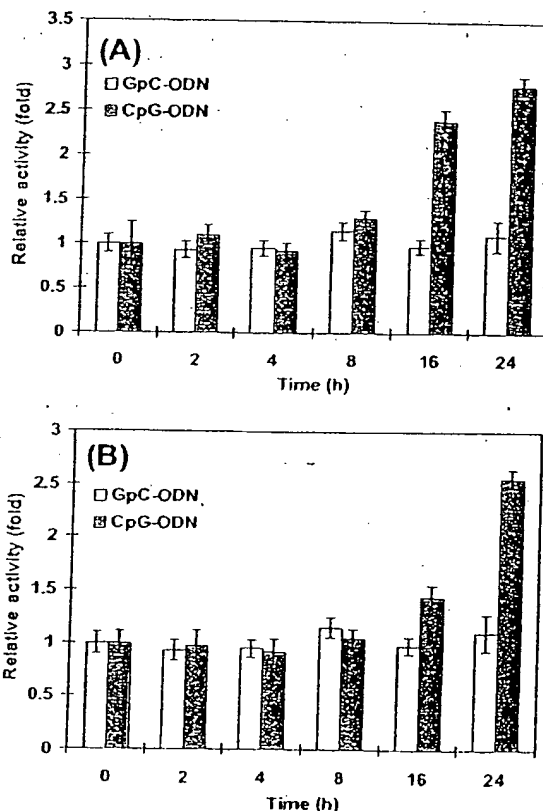 (A)
GpC-ODN
CpG-ODN
Relative activity (fold)
3.5
3
2.5
2
1.5
1
0.5
0
0 2 4 8 16 24
Time (h)
(B)
GpC-ODN
CpG-ODN
Relative activity (fold)
3
2.5
2
1.5
1
0.5
0
0 2 4 8 16 24
Time (h)